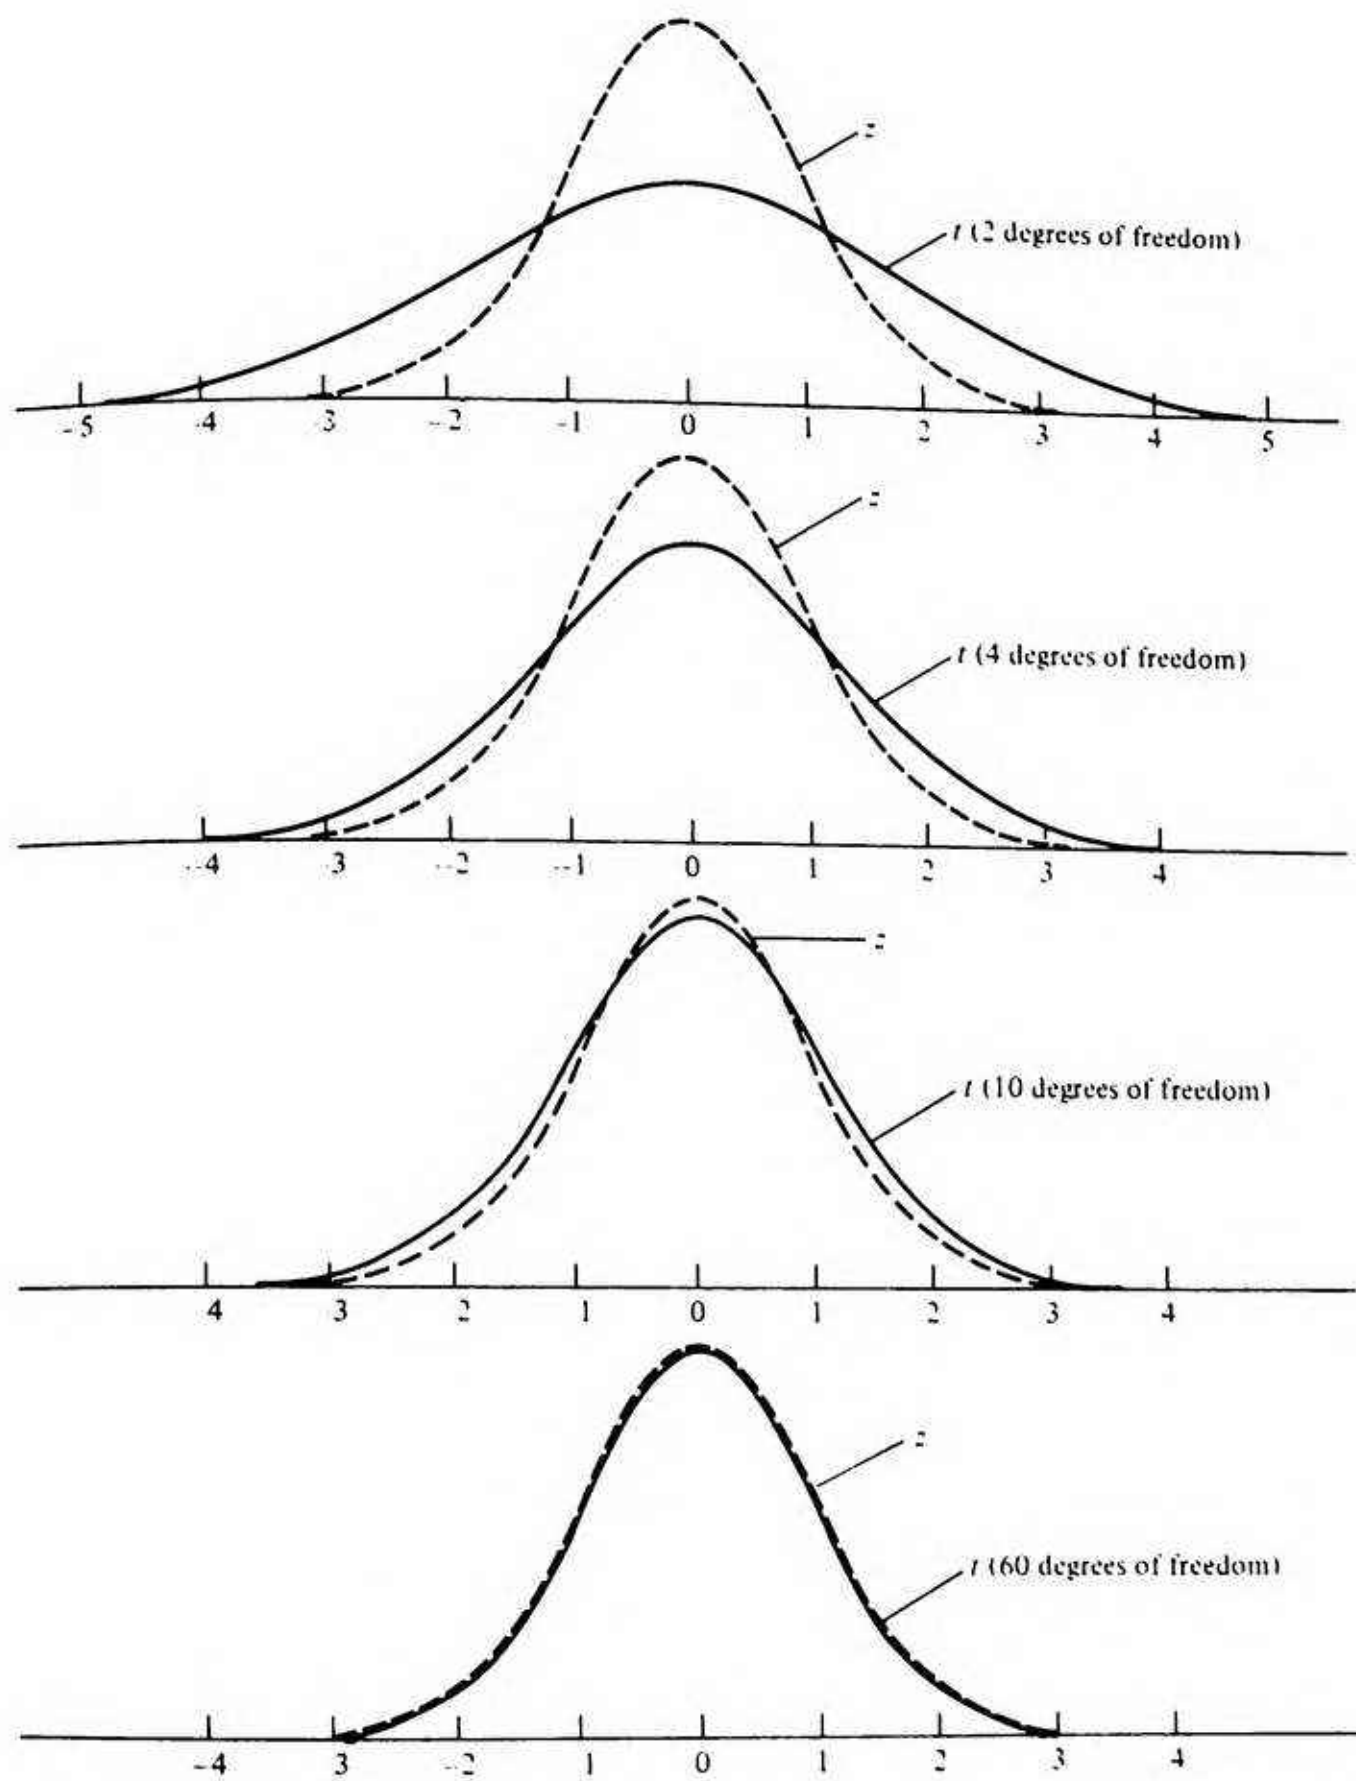 z
t (2 degrees of freedom)
-5 -4 -3 -2 -1 0 1 2 3 4 5
z
t (4 degrees of freedom)
-4 -3 -2 -1 0 1 2 3 4
z
t (10 degrees of freedom)
4 3 2 1 0 1 2 3 4
z
t (60 degrees of freedom)
-4 3 -2 1 0 1 2 3 4